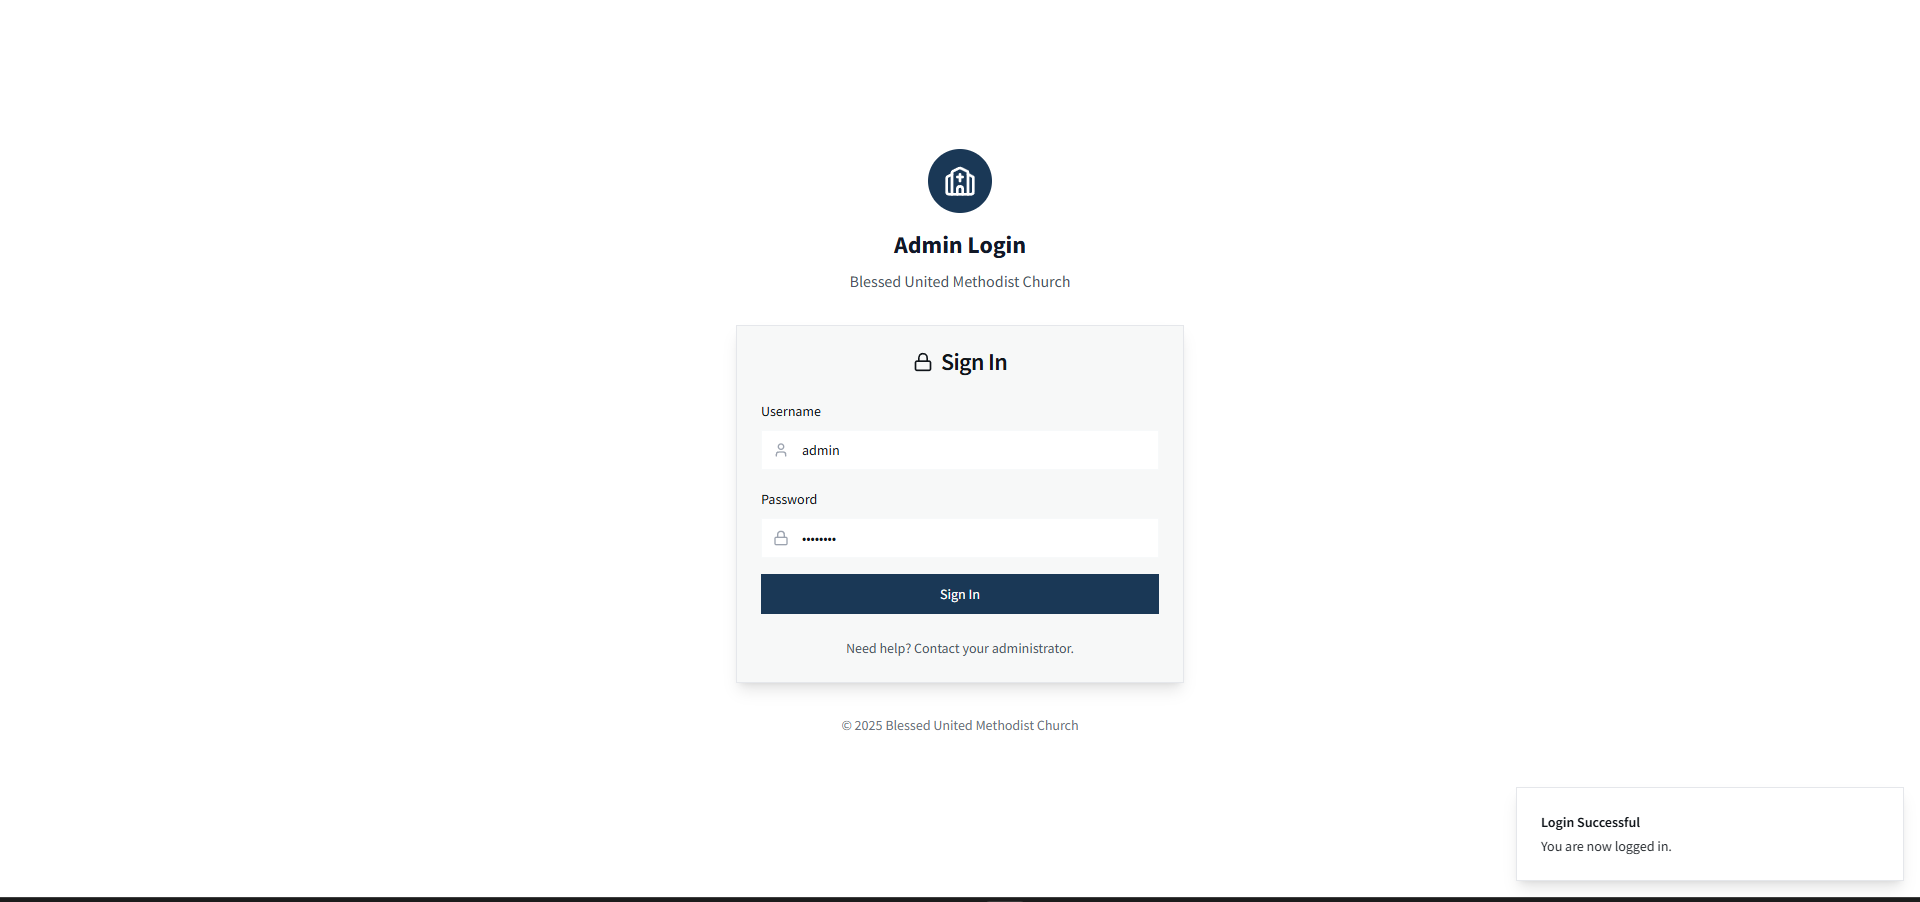 Admin Login
Blessed United Methodist Church
Sign In
Username
admin
Password
••••••••
Sign In
Need help? Contact your administrator.
© 2025 Blessed United Methodist Church
Login Successful
You are now logged in.